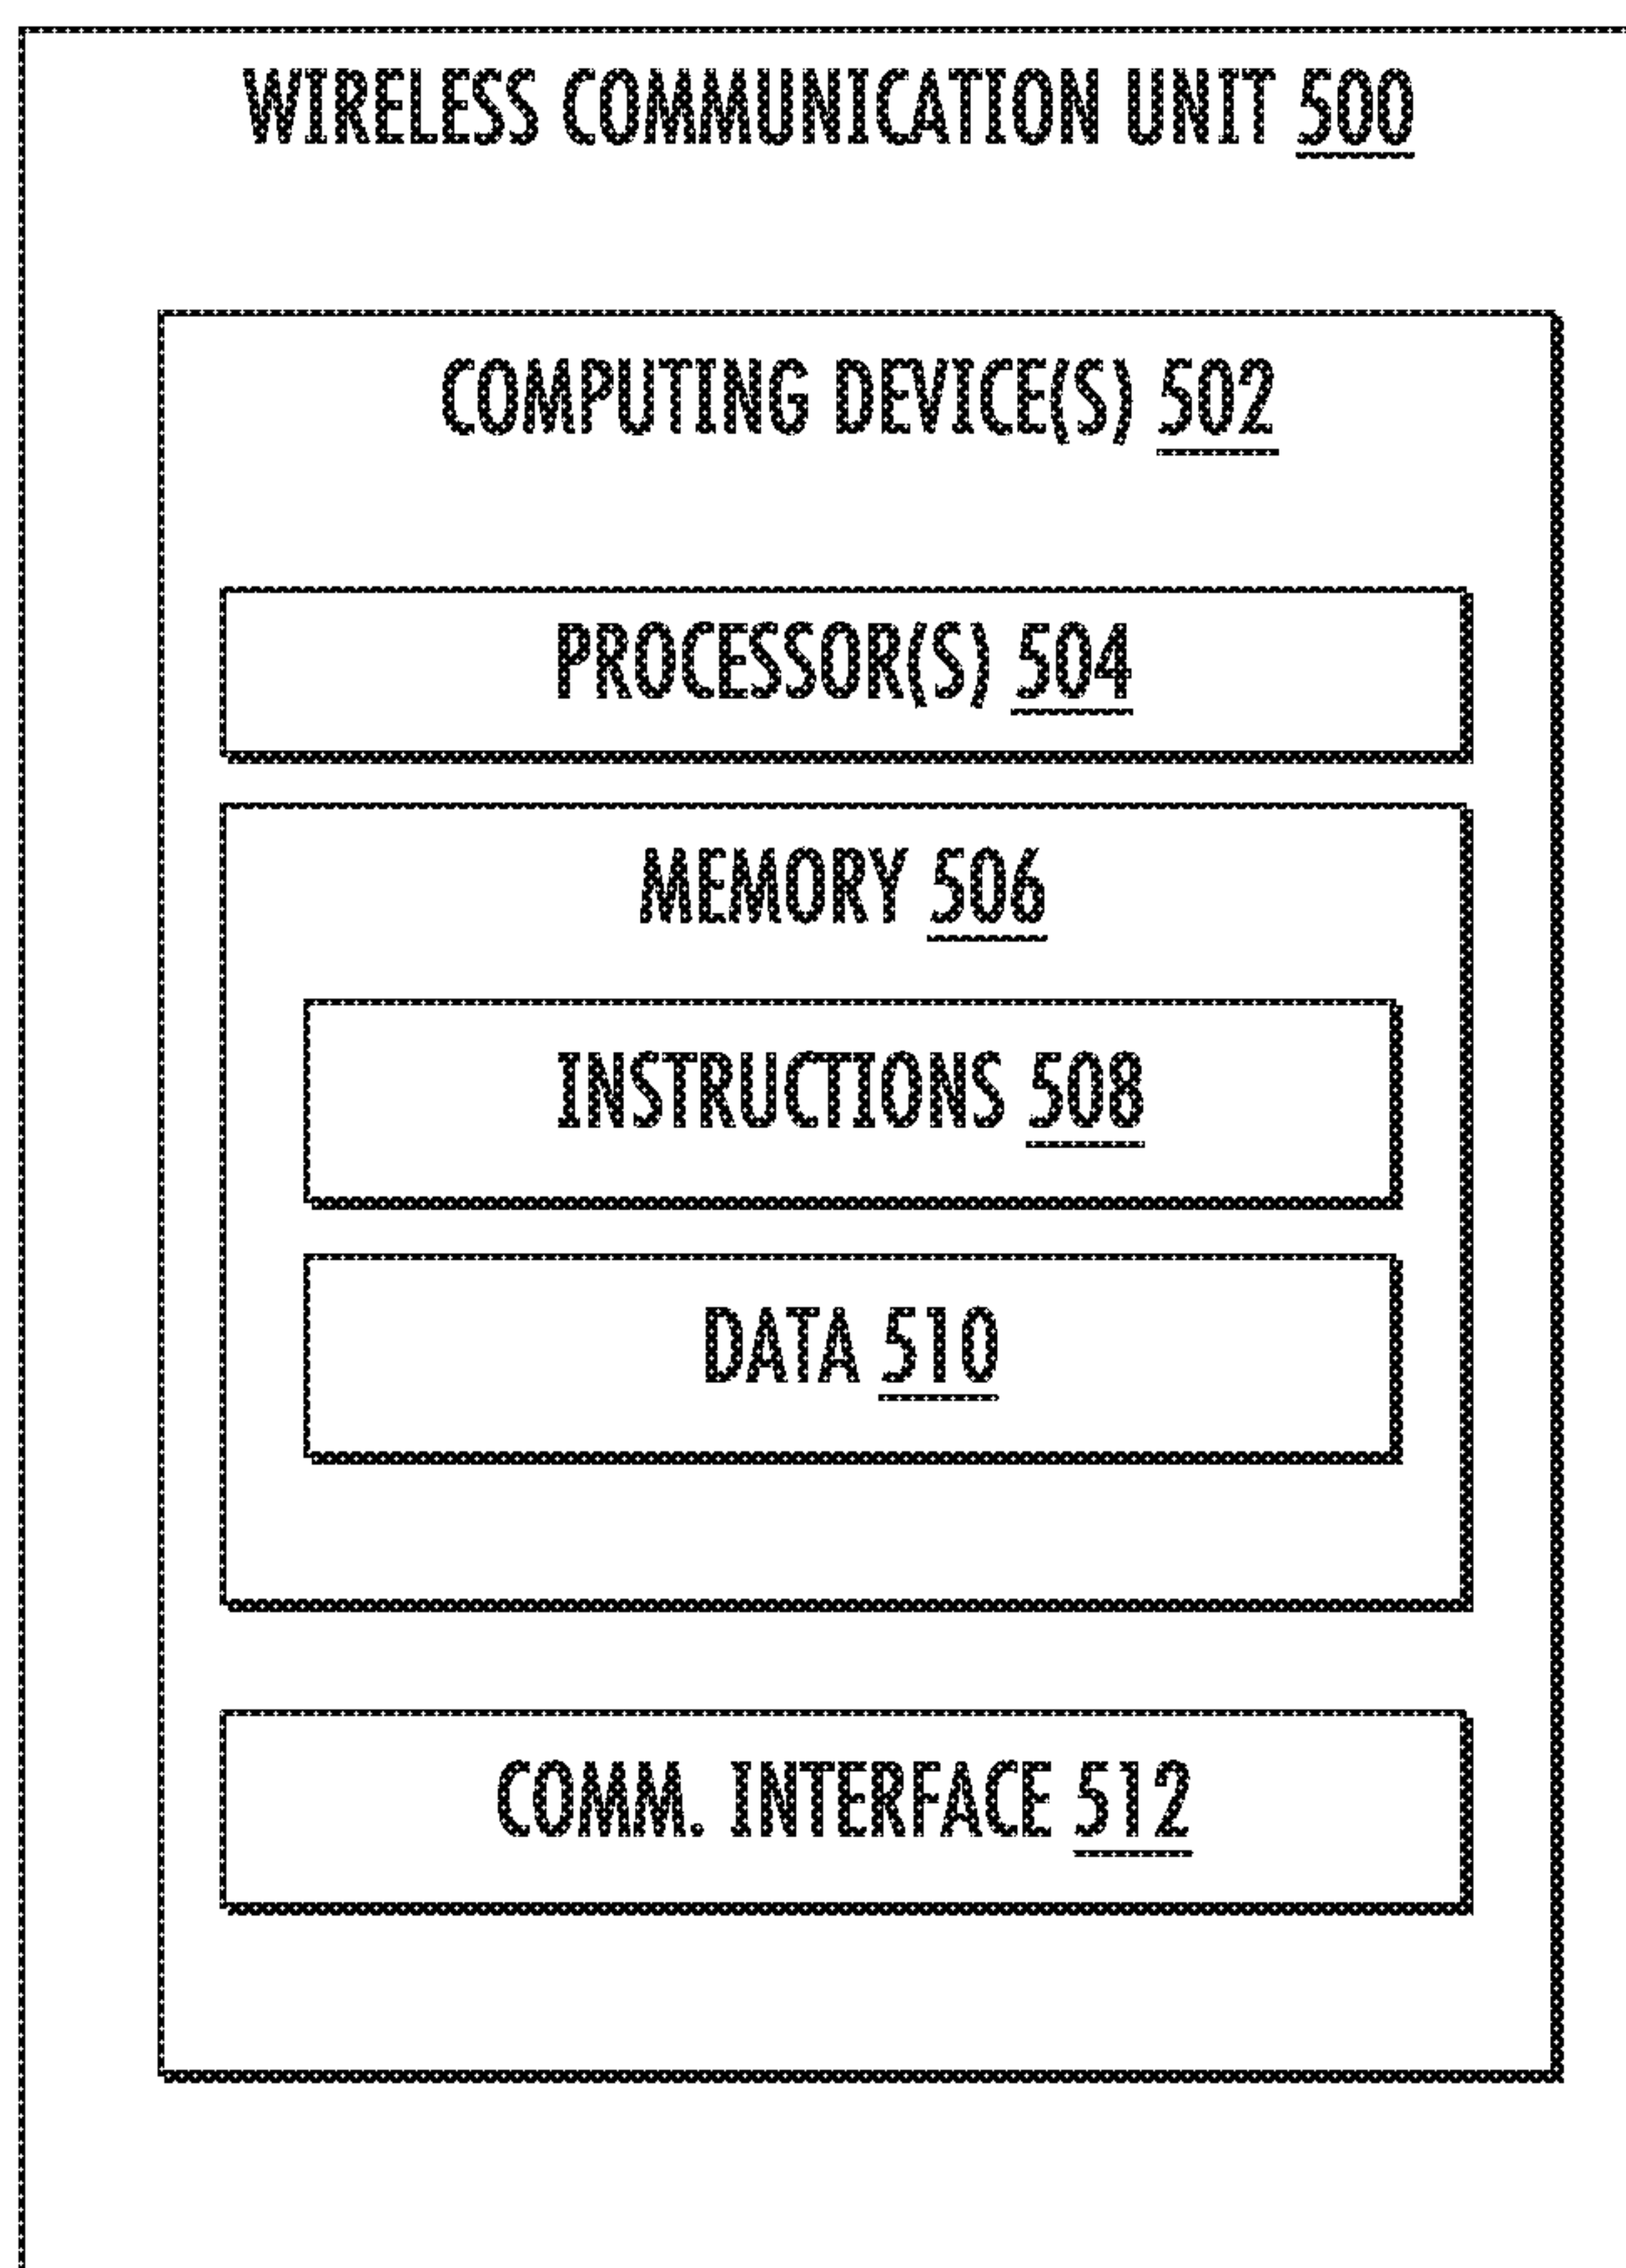 WIRELESS COMMUNICATION UNIT 500
COMPUTING DEVICE(S) 502
PROCESSOR(S) 504
MEMORY 506
INSTRUCTIONS 508
DATA 510
COMM. INTERFACE 512